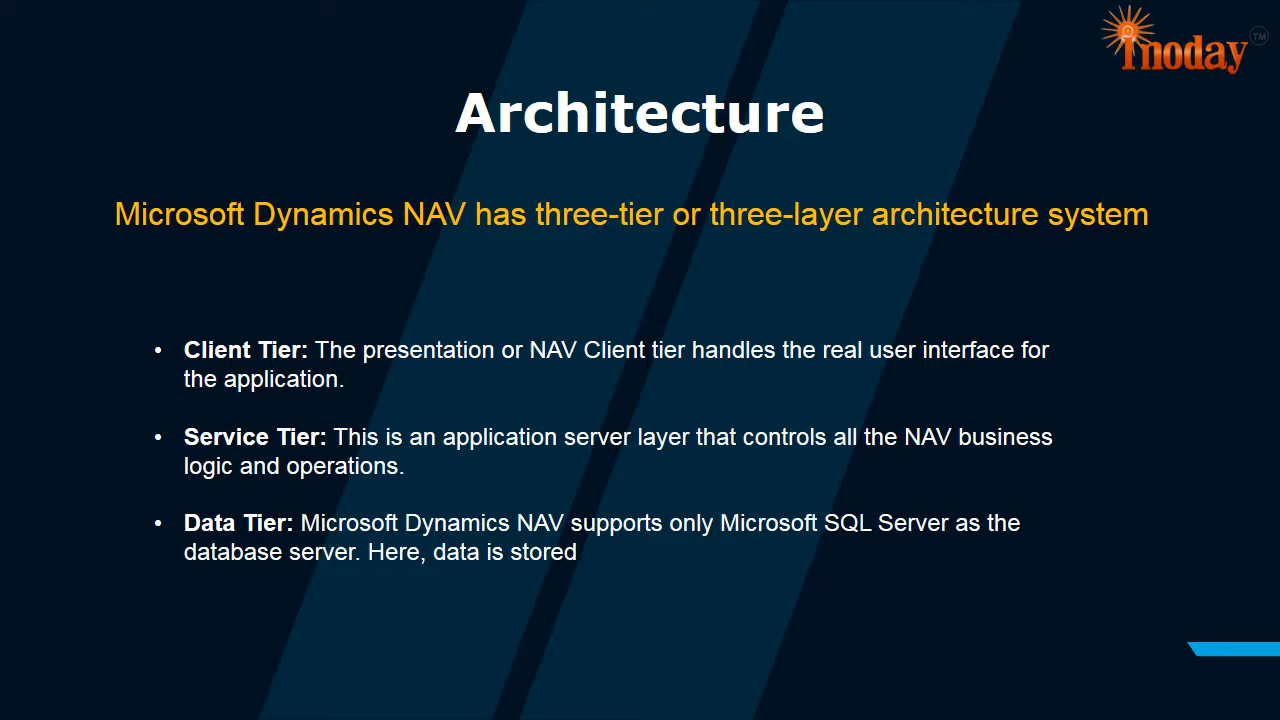 Inoday
TM
Architecture
Microsoft Dynamics NAV has three-tier or three-layer architecture system
• Client Tier: The presentation or NAV Client tier handles the real user interface for
the application.
• Service Tier: This is an application server layer that controls all the NAV business
logic and operations.
• Data Tier: Microsoft Dynamics NAV supports only Microsoft SQL Server as the
database server. Here, data is stored